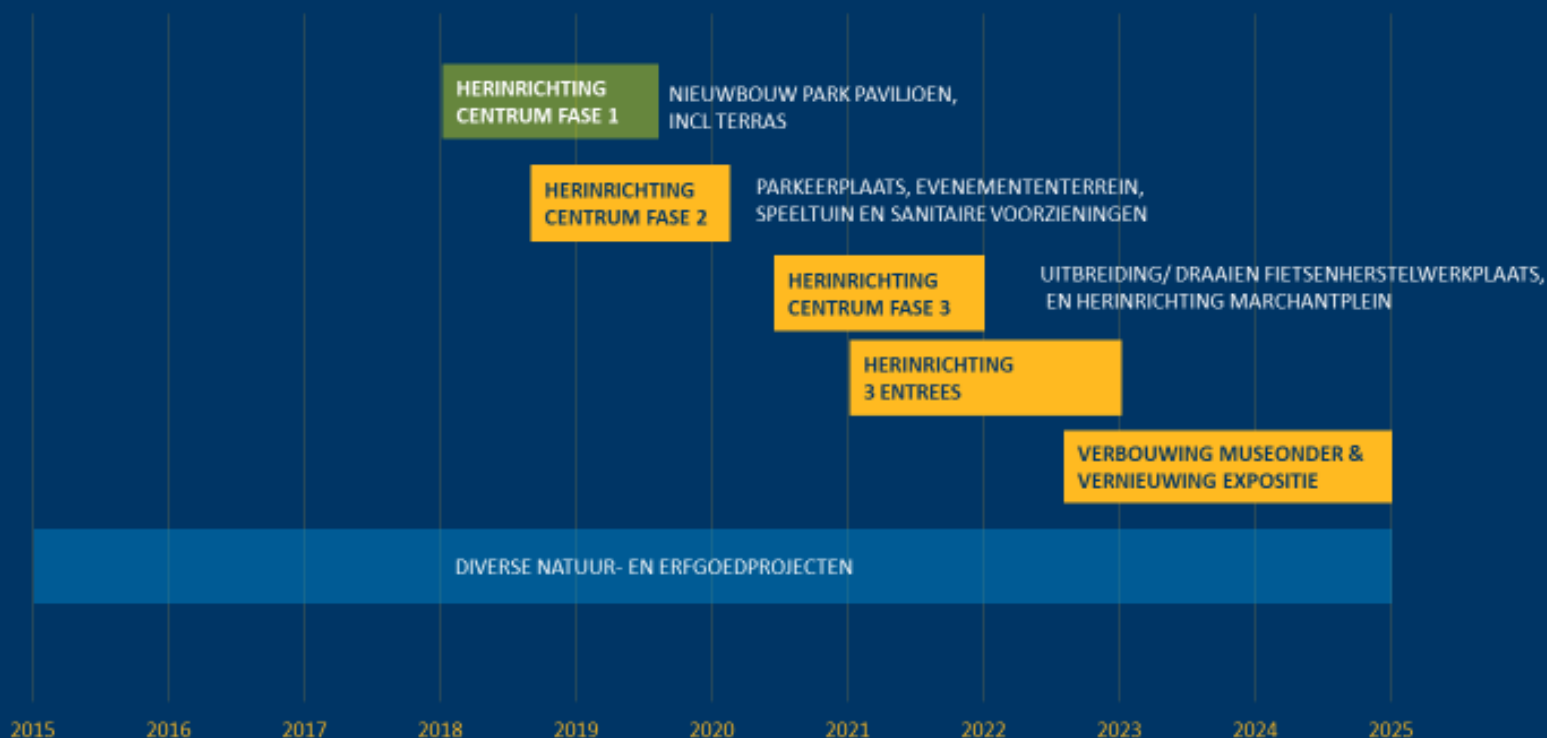 HERINRICHTING
CENTRUM FASE 1
NIEUWBOUW PARK PAVILJOEN,
INCL TERRAS
HERINRICHTING
CENTRUM FASE 2
PARKEERPLAATS, EVENEMENTENTERREIN,
SPEELTUIN EN SANITAIRE VOORZIENINGEN
HERINRICHTING
CENTRUM FASE 3
UITBREIDING/ DRAAIEN FIETSENHERSTELWERKPLAATS,
EN HERINRICHTING MARCHANTPLEIN
HERINRICHTING
3 ENTREES
VERBOUWING MUSEONDER &
VERNIEUWING EXPOSITIE
DIVERSE NATUUR- EN ERFGOEDPROJECTEN
2015 2016 2017 2018 2019 2020 2021 2022 2023 2024 2025